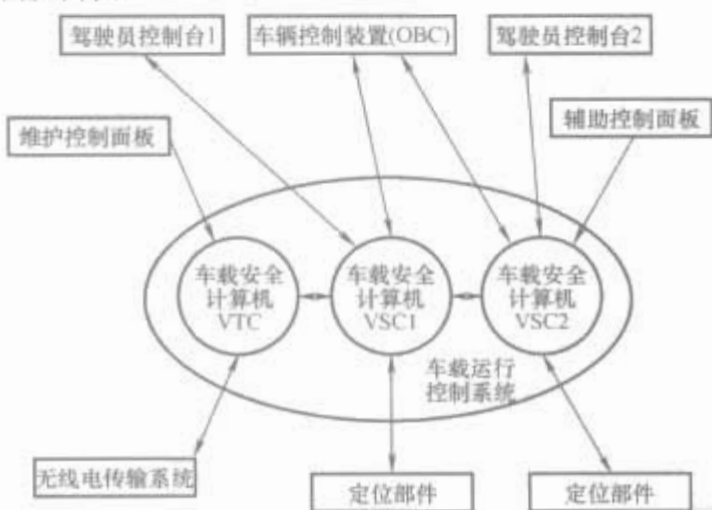 驾驶员控制台1
车辆控制装置(OBC)
驾驶员控制台2
维护控制面板
辅助控制面板
车载安全
计算机
VTC
车载安全
计算机
VSC1
车载安全
计算机
VSC2
车载运行
控制系统
无线电传输系统
定位部件
定位部件